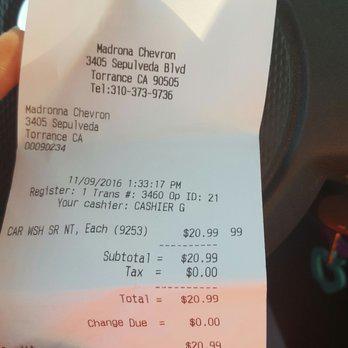 Madrona Chevron
3405 Sepulveda Blvd
Torrance CA 90505
Tel:310-373-9736
Madronna Chevron
3405 Sepulveda
Torrance CA
00090234
11/09/2016 1:33:17 PM
Register: 1 Trans #: 3460 Op ID: 21
Your cashier: CASHIER G
CAR WSH SR NT, Each (9253) $20.99 99
----------
Subtotal = $20.99
Tax = $0.00
----------
Total = $20.99
Change Due = $0.00
----------
$20.99